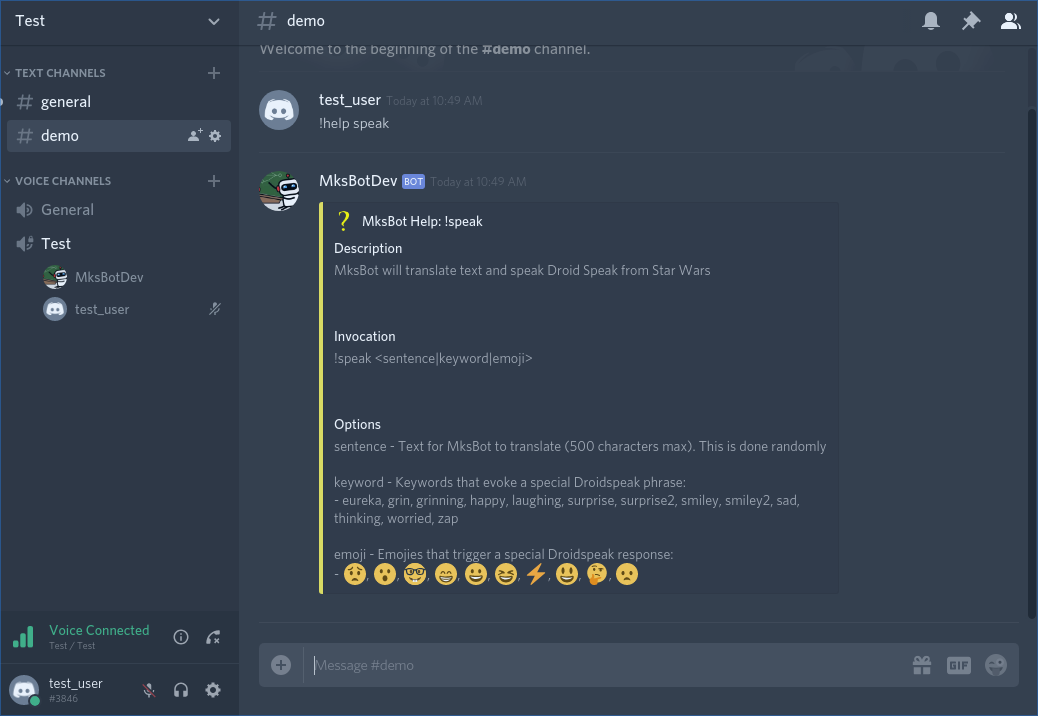 Test
# demo
Welcome to the beginning of the #demo channel.
TEXT CHANNELS
# general
# demo
VOICE CHANNELS
General
Test
MksBotDev
test_user
Voice Connected
Test / Test
test_user
#3846
test_user Today at 10:49 AM
!help speak
MksBotDev BOT Today at 10:49 AM
❓ MksBot Help: !speak
Description
MksBot will translate text and speak Droid Speak from Star Wars
Invocation
!speak <sentence|keyword|emoji>
Options
sentence - Text for MksBot to translate (500 characters max). This is done randomly
keyword - Keywords that evoke a special Droidspeak phrase:
- eureka, grin, grinning, happy, laughing, surprise, surprise2, smiley, smiley2, sad,
thinking, worried, zap
emoji - Emojies that trigger a special Droidspeak response:
- 😟, 😮, 🤓, 😁, 😀, 😆, ⚡, 😃, 🤔, 🙁
Message #demo
GIF